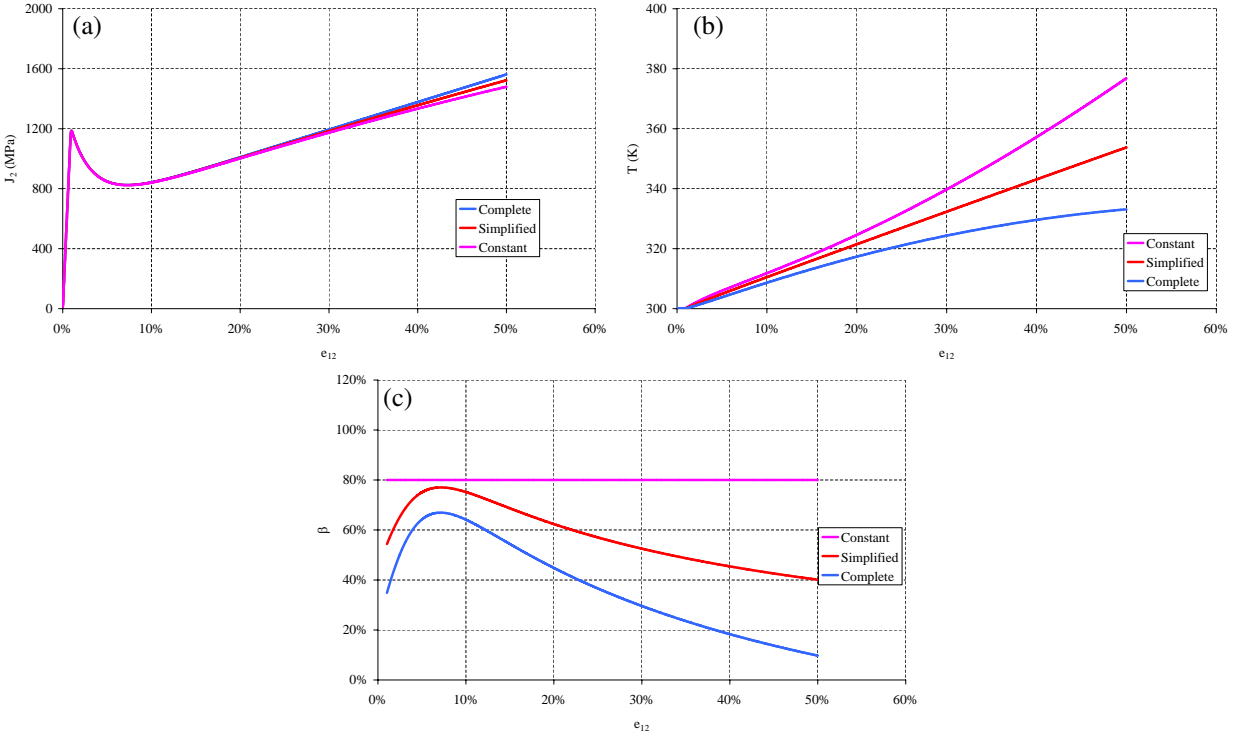 (a)
2000
1600
1200
800
400
0
J2 (MPa)
0% 10% 20% 30% 40% 50% 60%
e12
Complete
Simplified
Constant
(b)
400
380
360
340
320
300
T (K)
0% 10% 20% 30% 40% 50% 60%
e12
Constant
Simplified
Complete
(c)
120%
100%
80%
60%
40%
20%
0%
β
0% 10% 20% 30% 40% 50% 60%
e12
Constant
Simplified
Complete